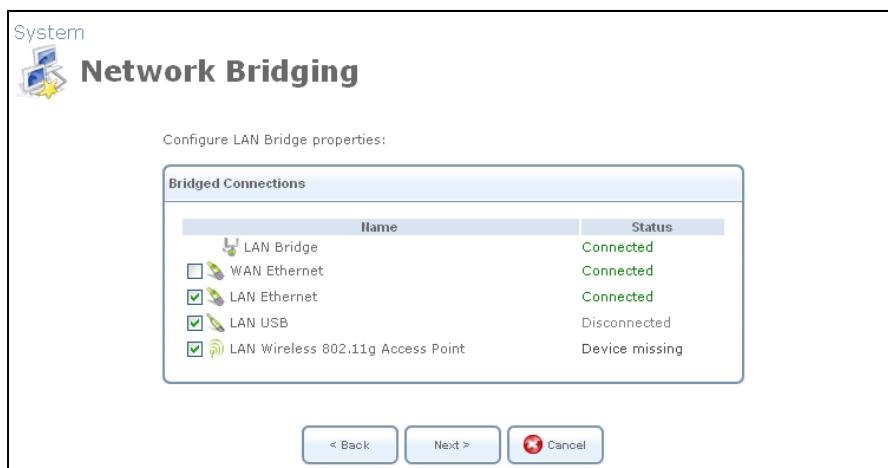 System
Network Bridging
Configure LAN Bridge properties:
Bridged Connections
Name Status
LAN Bridge Connected
WAN Ethernet Connected
LAN Ethernet Connected
LAN USB Disconnected
LAN Wireless 802.11g Access Point Device missing
< Back Next > Cancel